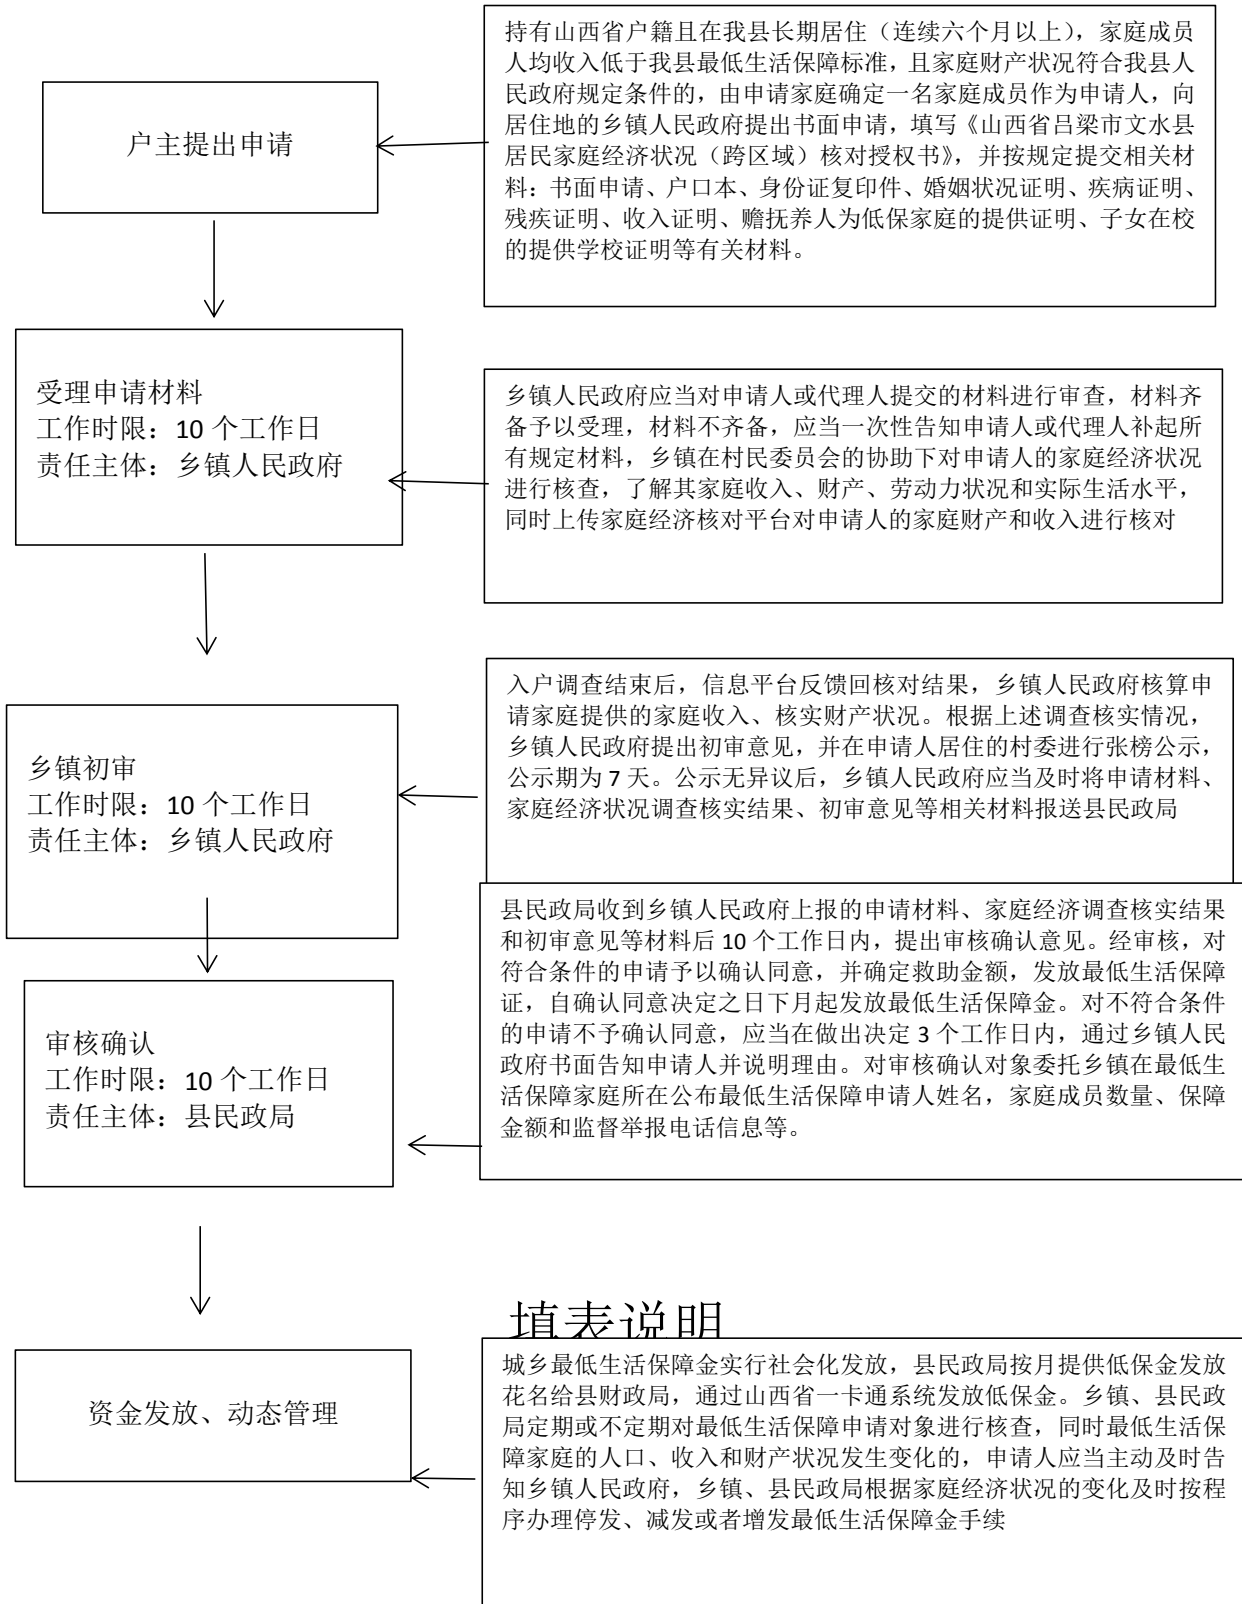 户主提出申请
持有山西省户籍且在我县长期居住（连续六个月以上），家庭成员
人均收入低于我县最低生活保障标准，且家庭财产状况符合我县人
民政府规定条件的，由申请家庭确定一名家庭成员作为申请人，向
居住地的乡镇人民政府提出书面申请，填写《山西省吕梁市文水县
居民家庭经济状况（跨区域）核对授权书》，并按规定提交相关材
料：书面申请、户口本、身份证复印件、婚姻状况证明、疾病证明、
残疾证明、收入证明、赡抚养人为低保家庭的提供证明、子女在校
的提供学校证明等有关材料。
受理申请材料
工作时限：10 个工作日
责任主体：乡镇人民政府
乡镇人民政府应当对申请人或代理人提交的材料进行审查，材料齐
备予以受理，材料不齐备，应当一次性告知申请人或代理人补起所
有规定材料，乡镇在村民委员会的协助下对申请人的家庭经济状况
进行核查，了解其家庭收入、财产、劳动力状况和实际生活水平，
同时上传家庭经济核对平台对申请人的家庭财产和收入进行核对
乡镇初审
工作时限：10 个工作日
责任主体：乡镇人民政府
入户调查结束后，信息平台反馈回核对结果，乡镇人民政府核算申
请家庭提供的家庭收入、核实财产状况。根据上述调查核实情况，
乡镇人民政府提出初审意见，并在申请人居住的村委进行张榜公示，
公示期为 7 天。公示无异议后，乡镇人民政府应当及时将申请材料、
家庭经济状况调查核实结果、初审意见等相关材料报送县民政局
审核确认
工作时限：10 个工作日
责任主体：县民政局
县民政局收到乡镇人民政府上报的申请材料、家庭经济调查核实结果
和初审意见等材料后 10 个工作日内，提出审核确认意见。经审核，对
符合条件的申请予以确认同意，并确定救助金额，发放最低生活保障
证，自确认同意决定之日下月起发放最低生活保障金。对不符合条件
的申请不予确认同意，应当在做出决定 3 个工作日内，通过乡镇人民
政府书面告知申请人并说明理由。对审核确认对象委托乡镇在最低生
活保障家庭所在公布最低生活保障申请人姓名，家庭成员数量、保障
金额和监督举报电话信息等。
填表说明
资金发放、动态管理
城乡最低生活保障金实行社会化发放，县民政局按月提供低保金发放
花名给县财政局，通过山西省一卡通系统发放低保金。乡镇、县民政
局定期或不定期对最低生活保障申请对象进行核查，同时最低生活保
障家庭的人口、收入和财产状况发生变化的，申请人应当主动及时告
知乡镇人民政府，乡镇、县民政局根据家庭经济状况的变化及时按程
序办理停发、减发或者增发最低生活保障金手续